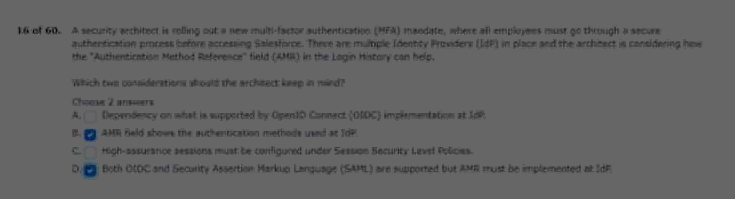 16 of 60. A security architect is rolling out a new multi-factor authentication (MFA) mandate, where all employees must go through a secure
authentication process before accessing Salesforce. There are multiple Identity Providers (IdP) in place and the architect is considering how
the "Authentication Method Reference" field (AMR) in the Login History can help.
Which two considerations should the architect keep in mind?
Choose 2 answers
A. Dependency on what is supported by OpenID Connect (OIDC) implementation at IdP.
B. AMR field shows the authentication methods used at IdP.
C. High-assurance sessions must be configured under Session Security Level Policies.
D. Both OIDC and Security Assertion Markup Language (SAML) are supported but AMR must be implemented at IdP.